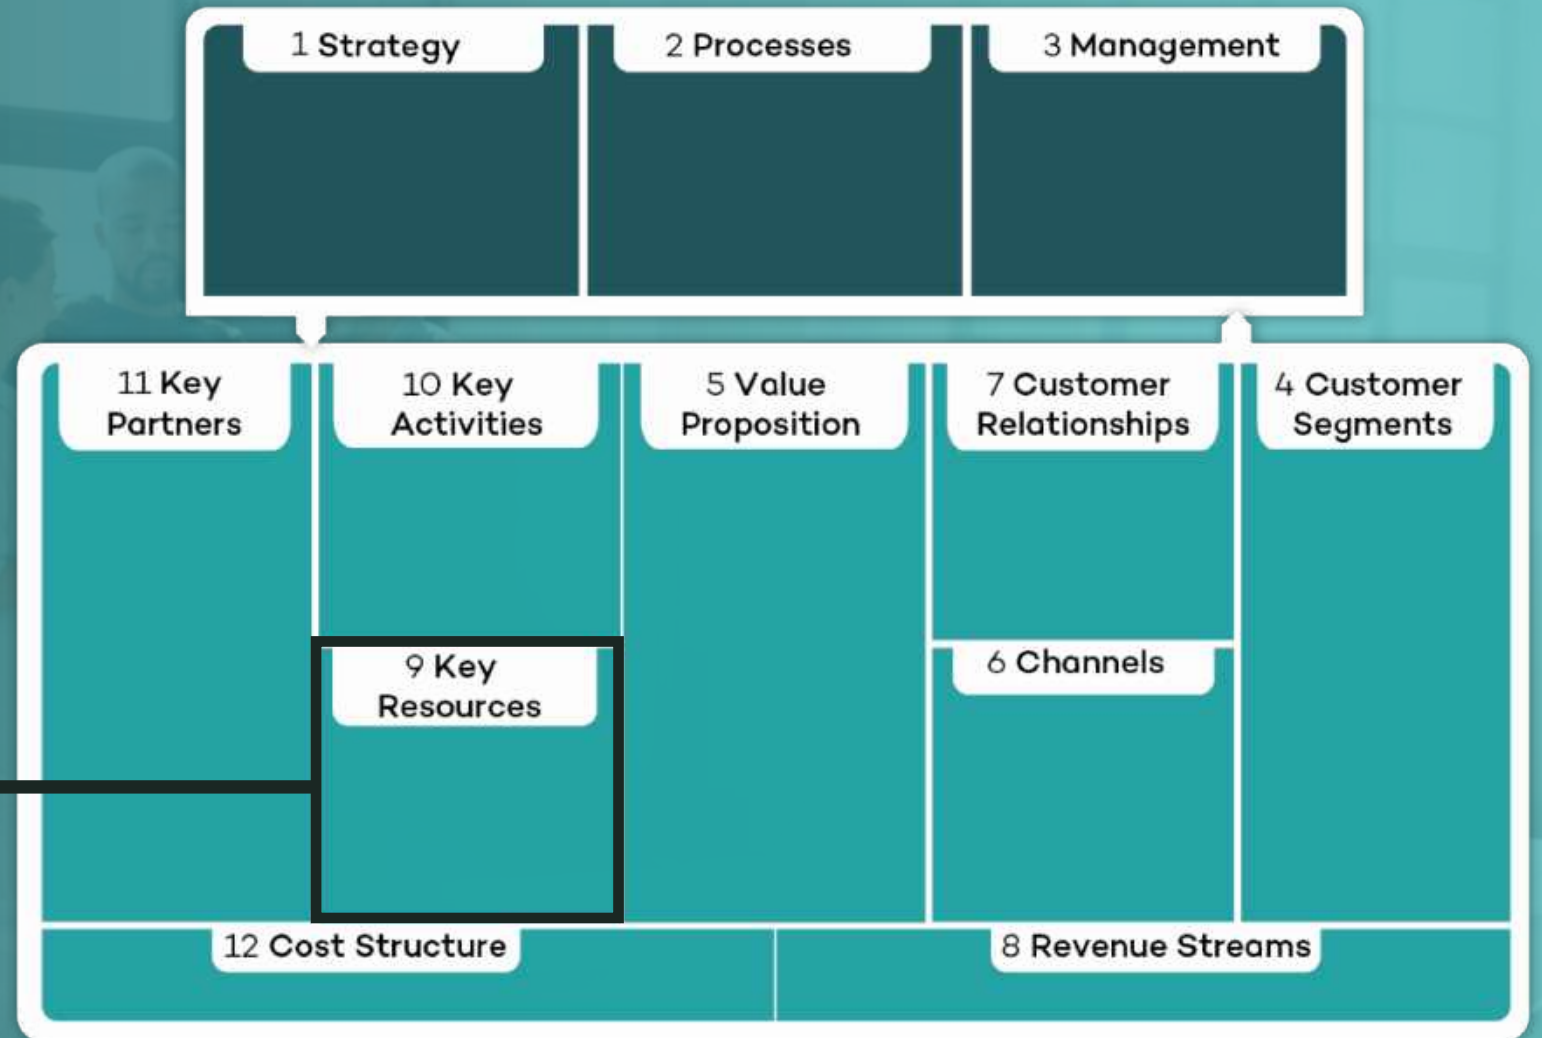 1 Strategy
2 Processes
3 Management
11 Key
Partners
10 Key
Activities
5 Value
Proposition
7 Customer
Relationships
4 Customer
Segments
9 Key
Resources
6 Channels
12 Cost Structure
8 Revenue Streams